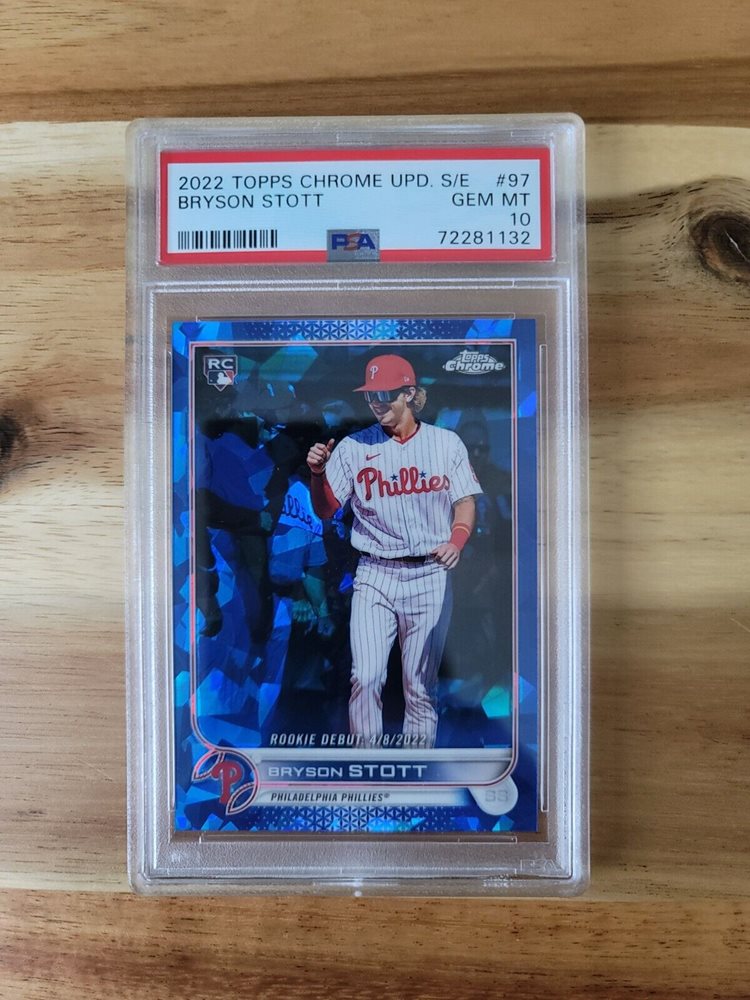 2022 TOPPS CHROME UPD. S/E #97
BRYSON STOTT GEM MT
10
PSA 72281132
RC
Topps
Chrome
P
Phillies
ROOKIE DEBUT: 4/8/2022
P
BRYSON STOTT
PHILADELPHIA PHILLIES®
PSA